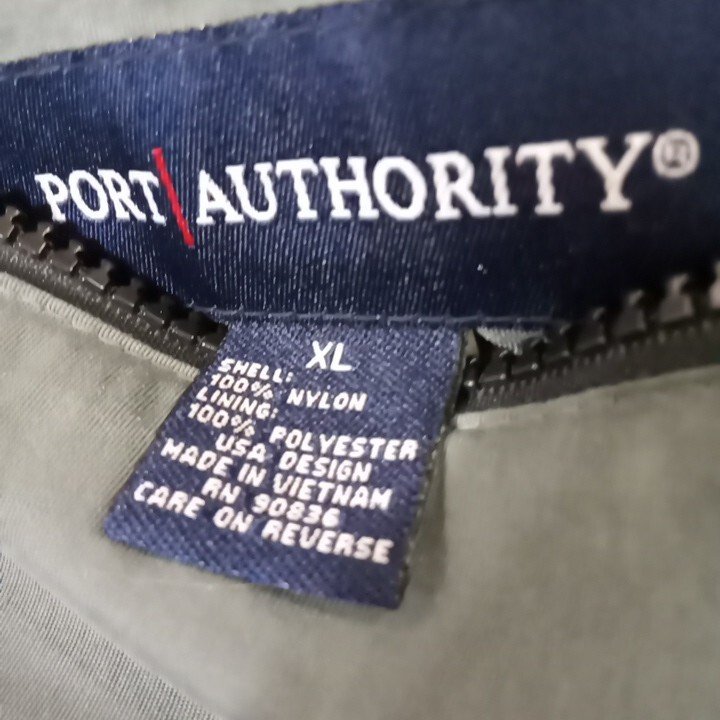 PORT AUTHORITY®
XL
SHELL:
100% NYLON
LINING:
100% POLYESTER
USA DESIGN
MADE IN VIETNAM
RN 90836
CARE ON REVERSE